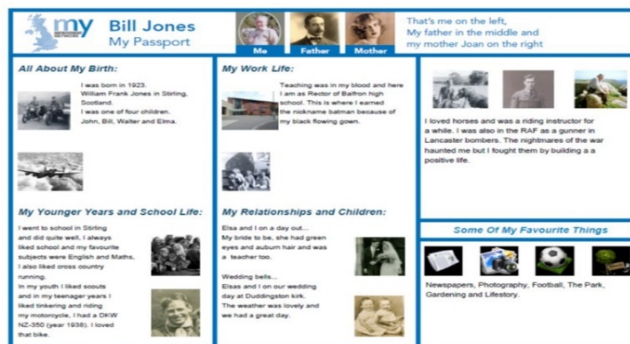 my
Bill Jones
My Passport
Me
Father
Mother
That's me on the left,
My father in the middle and
my mother Joan on the right
All About My Birth:
I was born in 1923.
William Frank Jones in Stirling,
Scotland.
I was one of four children.
John, Bill, Walter and Elma.
My Younger Years and School Life:
I went to school in Stirling
and did quite well, I always
liked school and my favourite
subjects were English and Maths,
I also liked cross country
running.
In my youth I liked scouts
and in my teenager years I
liked tinkering and riding
my motorcycle, I had a DKW
NZ-350 (year 1938). I loved
that bike.
My Work Life:
Teaching was in my blood and here
I am as Rector of Balfron high
school. This is where I earned
the nickname batman because of
my black flowing gown.
My Relationships and Children:
Elsa and I on a day out...
My bride to be, she had green
eyes and auburn hair and was
a teacher too.
Wedding bells...
Elsas and I on our wedding
day at Duddingston kirk.
The weather was lovely and
we had a great day.
I loved horses and was a riding instructor for
a while. I was also in the RAF as a gunner in
Lancaster bombers. The nightmares of the war
haunted me but I fought them by building a a
positive life.
Some Of My Favourite Things
Newspapers, Photography, Football, The Park,
Gardening and Lifestory.